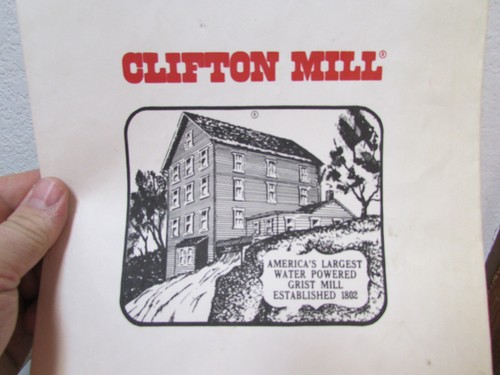 CLIFTON MILL®
®
AMERICA'S LARGEST
WATER POWERED
GRIST MILL
ESTABLISHED 1802